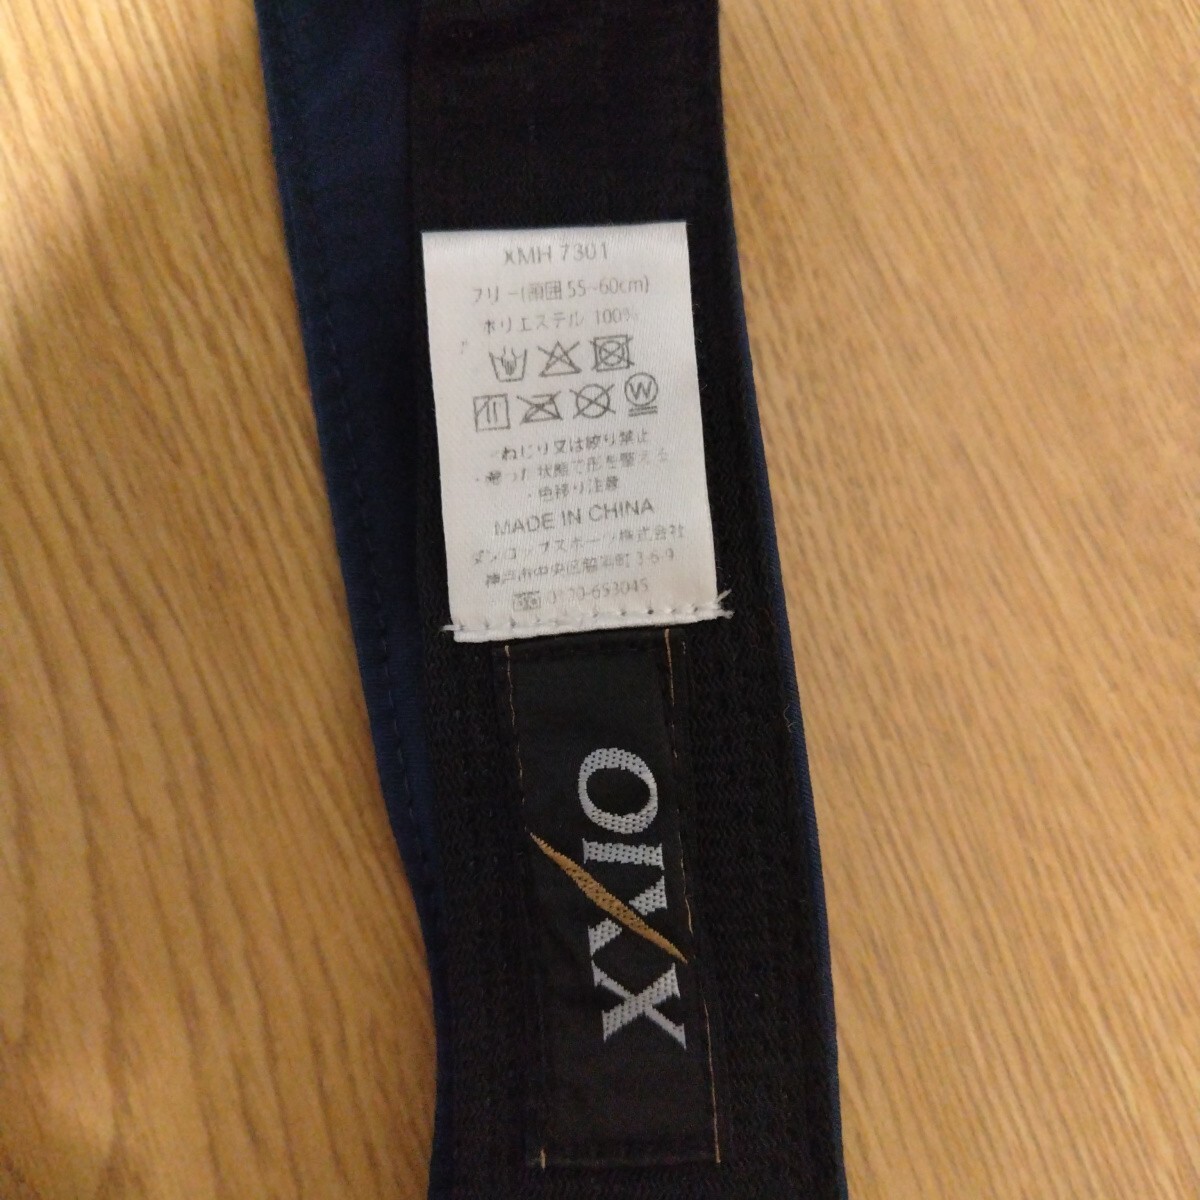 XMH 7301
フリー(頭囲 55~60cm)
ポリエステル 100%
W
・ねじり又は絞り禁止
・湿った状態で形を整える
・色移り注意
MADE IN CHINA
ダンロップスポーツ株式会社
神戸市中央区脇浜町 3-6-9
0120-653045
XXIO